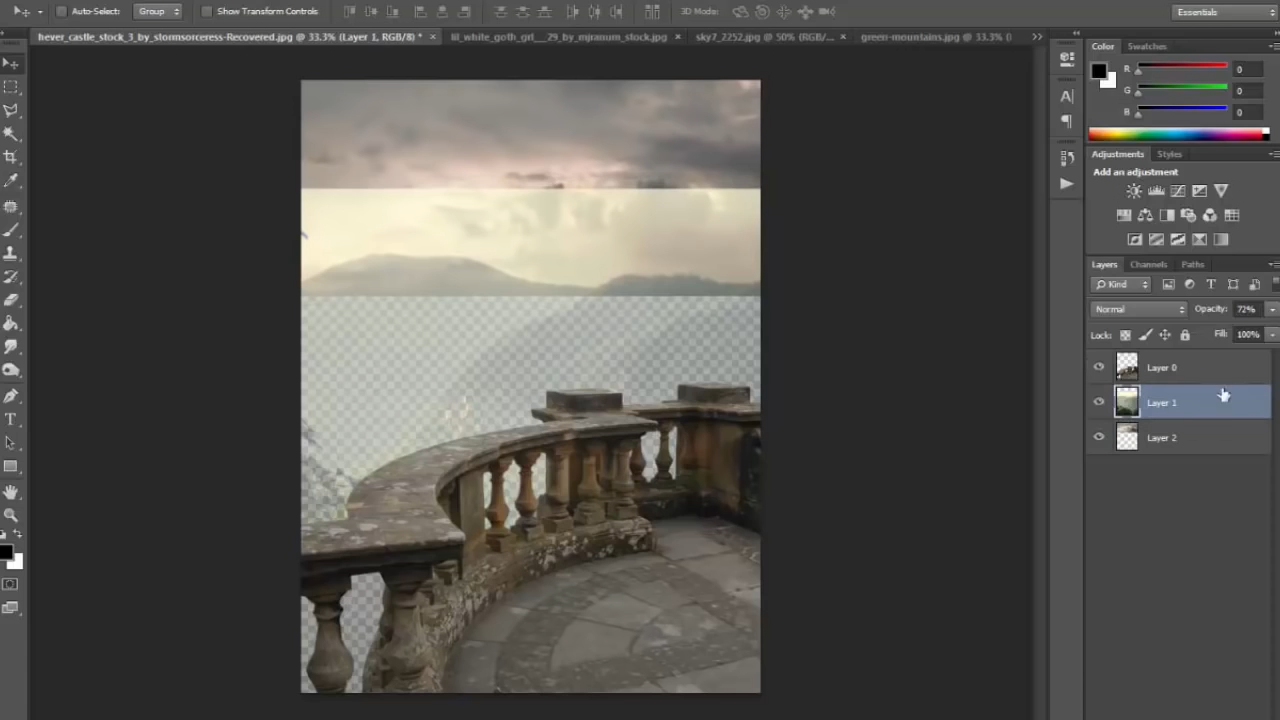 Auto-Select: Group Show Transform Controls 3D Mode: Essentials
hever_castle_stock_3_by_stormsorceress-Recovered.jpg @ 33.3% (Layer 1, RGB/8) * × lil_white_goth_girl__29_by_mjranum_stock.jpg × sky7_2252.jpg @ 50% (RGB/... × green-mountains.jpg @ 33.3% (
Color Swatches
R 0
G 0
B 0
Adjustments Styles
Add an adjustment
Layers Channels Paths
Kind
Normal Opacity: 72%
Lock: Fill: 100%
Layer 0
Layer 1
Layer 2